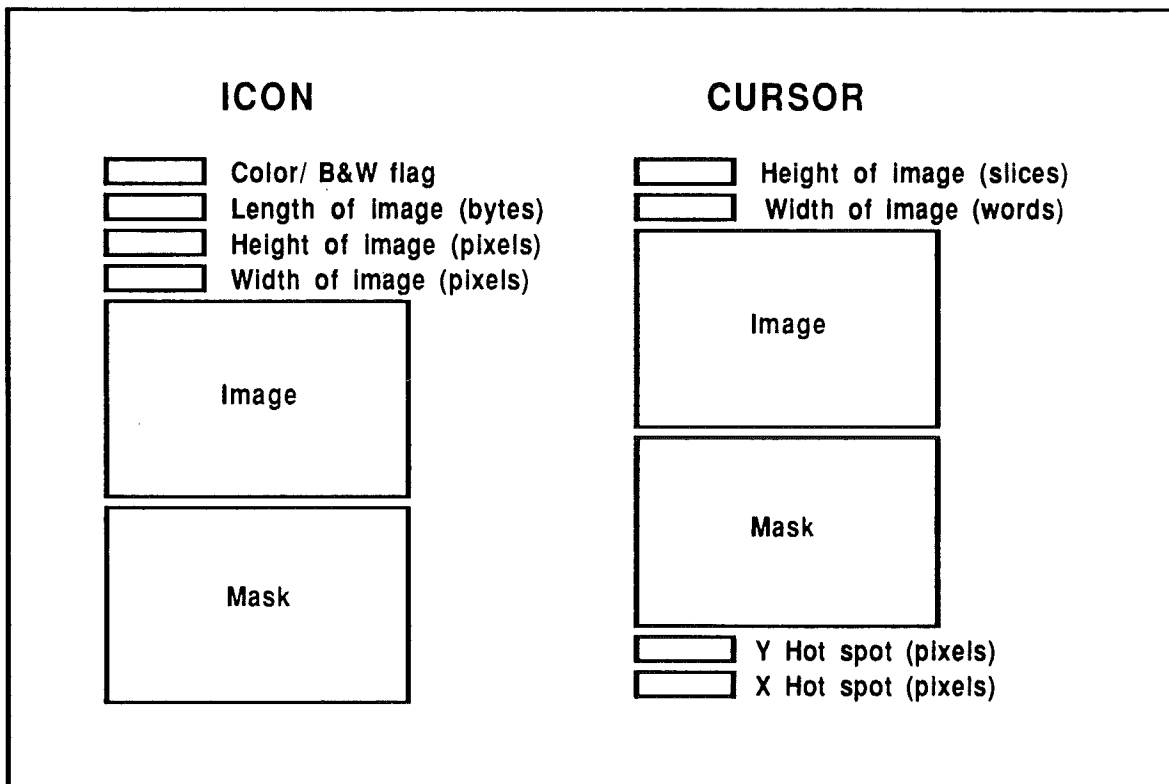 ICON
Color/ B&W flag
Length of image (bytes)
Height of image (pixels)
Width of image (pixels)
Image
Mask
CURSOR
Height of image (slices)
Width of image (words)
Image
Mask
Y Hot spot (pixels)
X Hot spot (pixels)